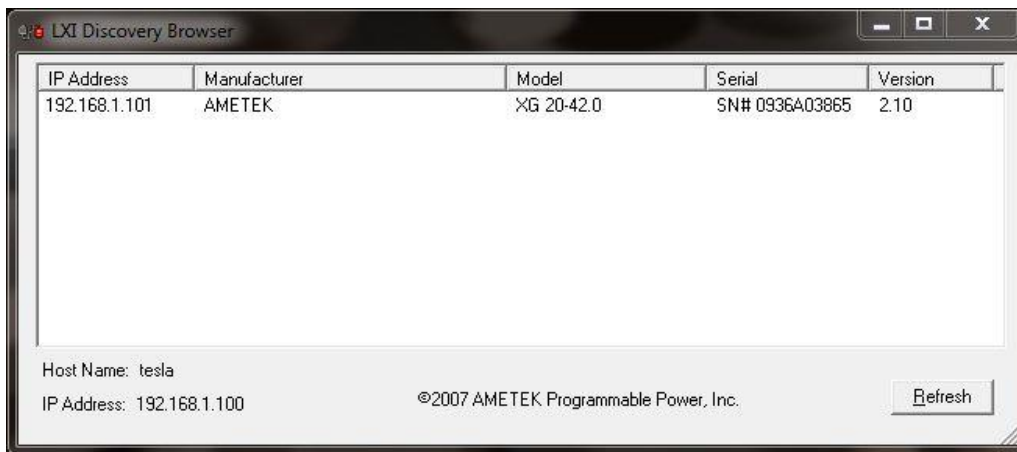 LXI Discovery Browser
IP Address Manufacturer Model Serial Version
192.168.1.101 AMETEK XG 20-42.0 SN# 0936A03865 2.10
Host Name: tesla
IP Address: 192.168.1.100 ©2007 AMETEK Programmable Power, Inc. Refresh